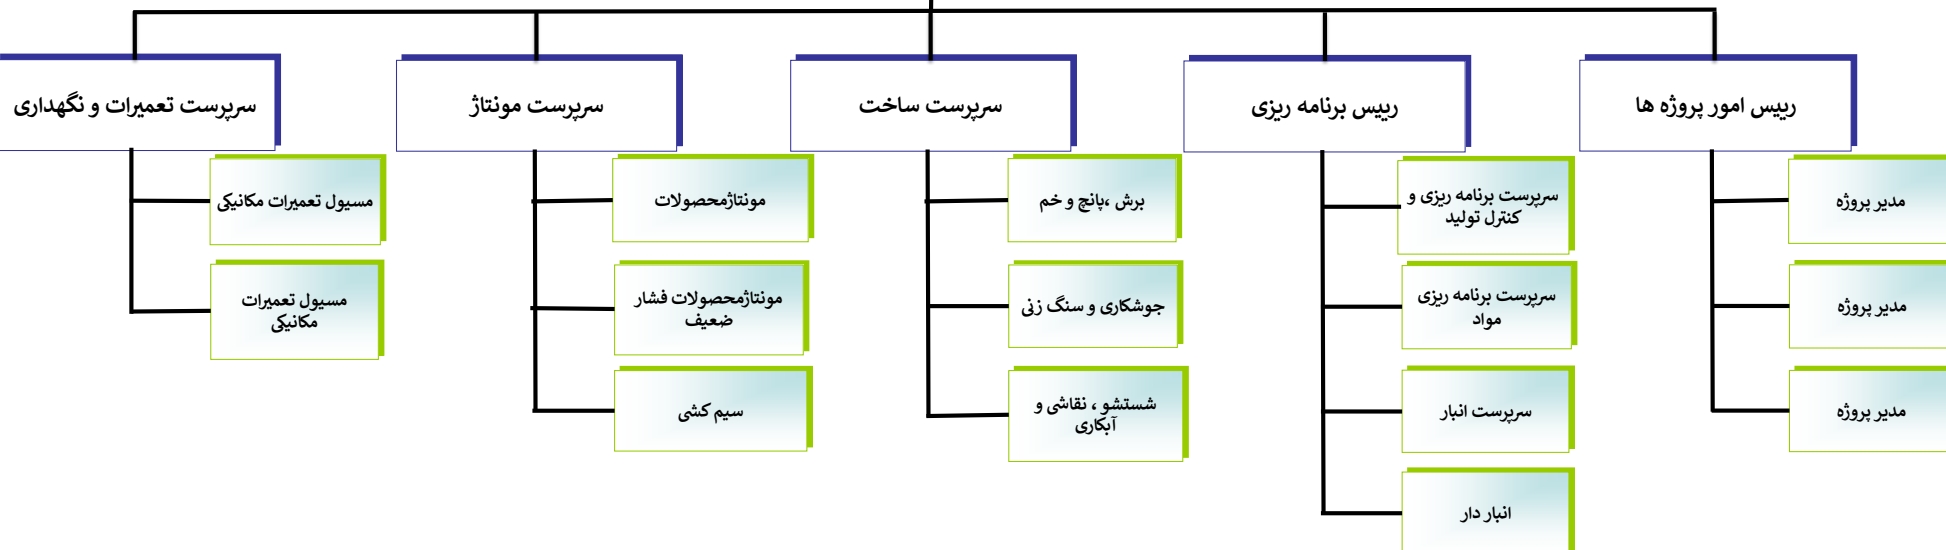 رییس امور پروژه ها
رییس برنامه ریزی
سرپرست ساخت
سرپرست مونتاژ
سرپرست تعمیرات و نگهداری
مدیر پروژه
مدیر پروژه
مدیر پروژه
سرپرست برنامه ریزی و
کنترل تولید
سرپرست برنامه ریزی
مواد
سرپرست انبار
انبار دار
برش ،پانچ و خم
جوشکاری و سنگ زنی
شستشو ، نقاشی و
آبکاری
مونتاژمحصولات
مونتاژمحصولات فشار
ضعیف
سیم کشی
مسیول تعمیرات مکانیکی
مسیول تعمیرات
مکانیکی